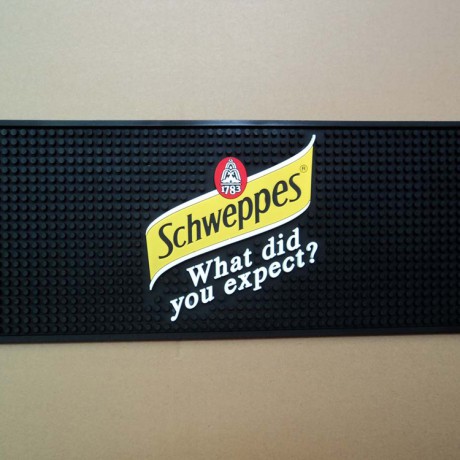 1783
Schweppes®
What did
you expect?